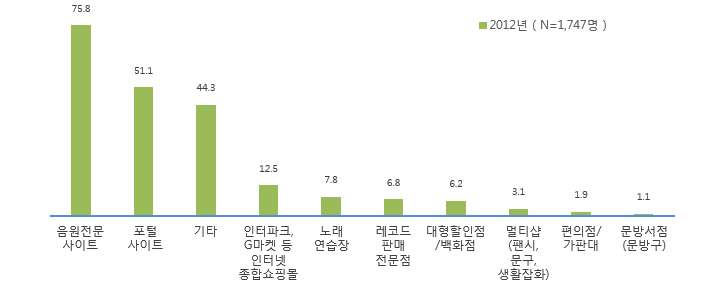 75.8
2012년 ( N=1,747명 )
51.1
44.3
12.5
7.8
6.8
6.2
3.1
1.9
1.1
음원전문
사이트
포털
사이트
기타
인터파크,
G마켓 등
인터넷
종합쇼핑몰
노래
연습장
레코드
판매
전문점
대형할인점
/백화점
멀티샵
(팬시,
문구,
생활잡화)
편의점/
가판대
문방서점
(문방구)